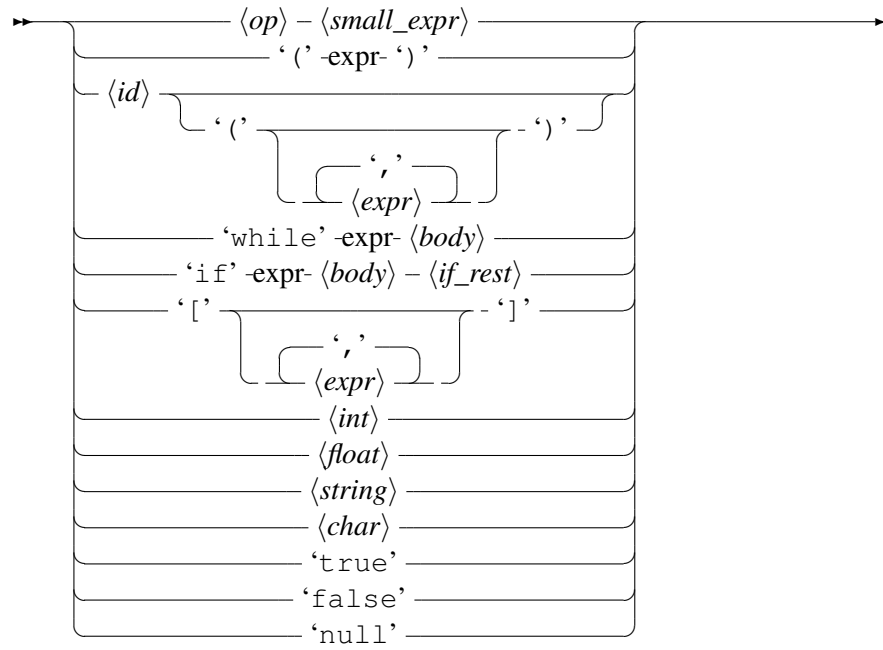 ⟨op⟩ ⟨small_expr⟩
‘(’ expr ‘)’
⟨id⟩
‘(’ ‘)’
‘,’
⟨expr⟩
‘while’ expr ⟨body⟩
‘if’ expr ⟨body⟩ ⟨if_rest⟩
‘[’ ‘]’
‘,’
⟨expr⟩
⟨int⟩
⟨float⟩
⟨string⟩
⟨char⟩
‘true’
‘false’
‘null’